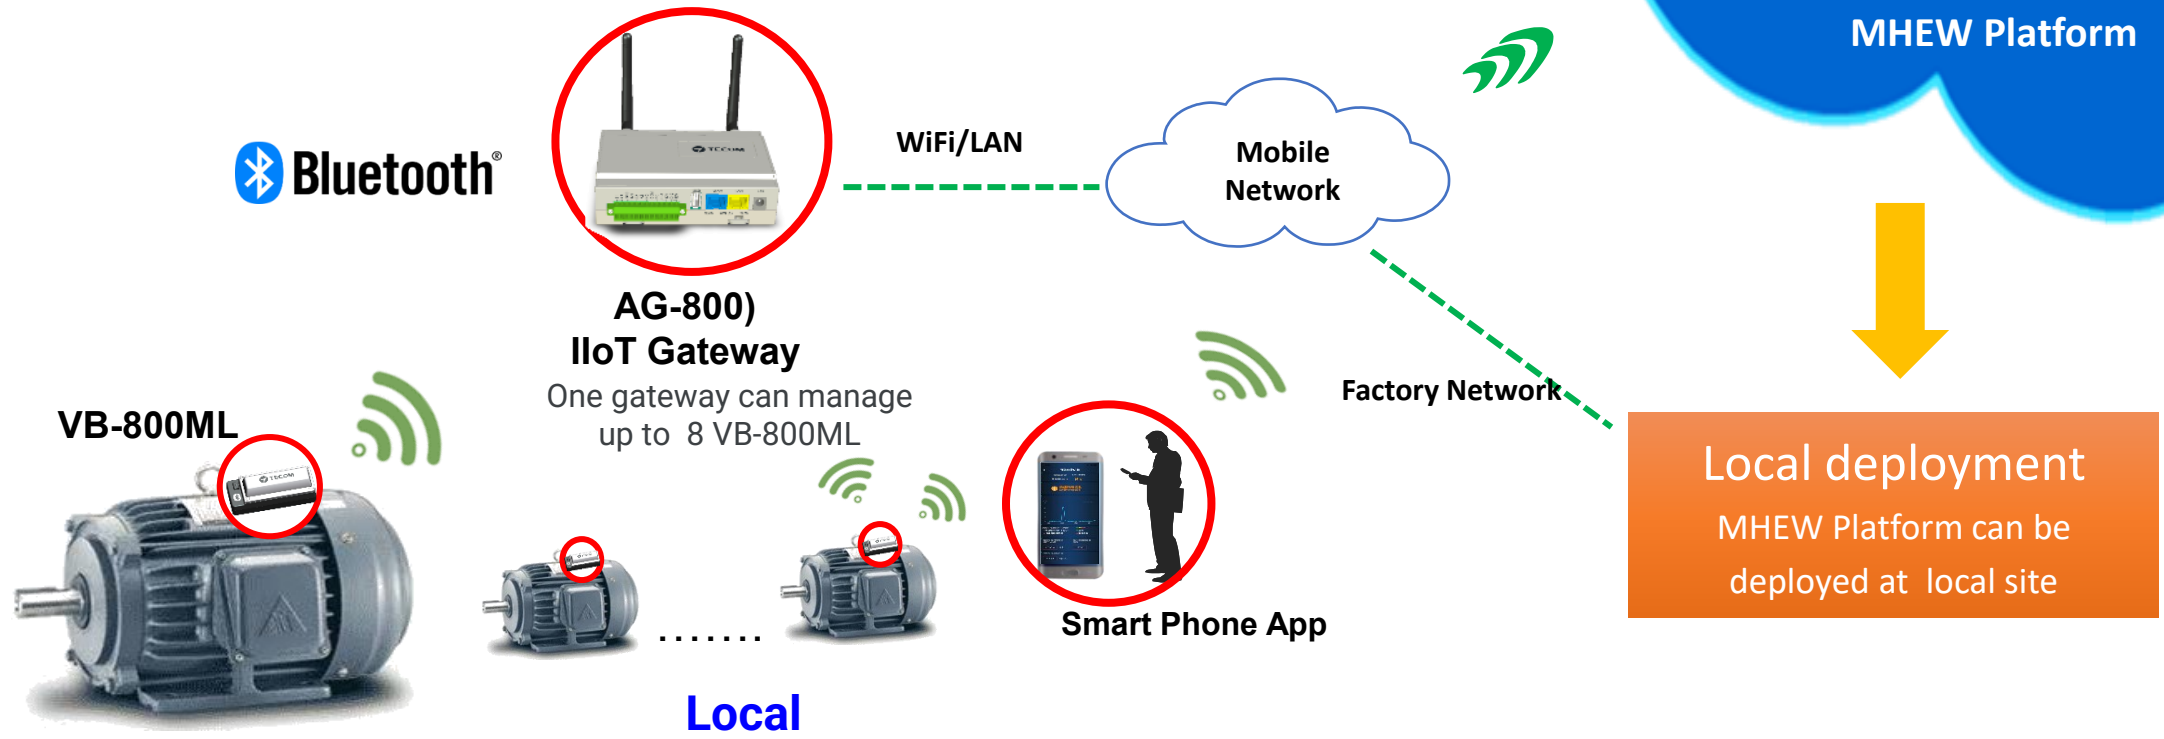 MHEW Platform
Bluetooth®
TECOM
WiFi/LAN
Mobile
Network
AG-800)
IIoT Gateway
One gateway can manage
up to 8 VB-800ML
VB-800ML
TECOM
Factory Network
Local deployment
MHEW Platform can be
deployed at local site
.......
Smart Phone App
Local